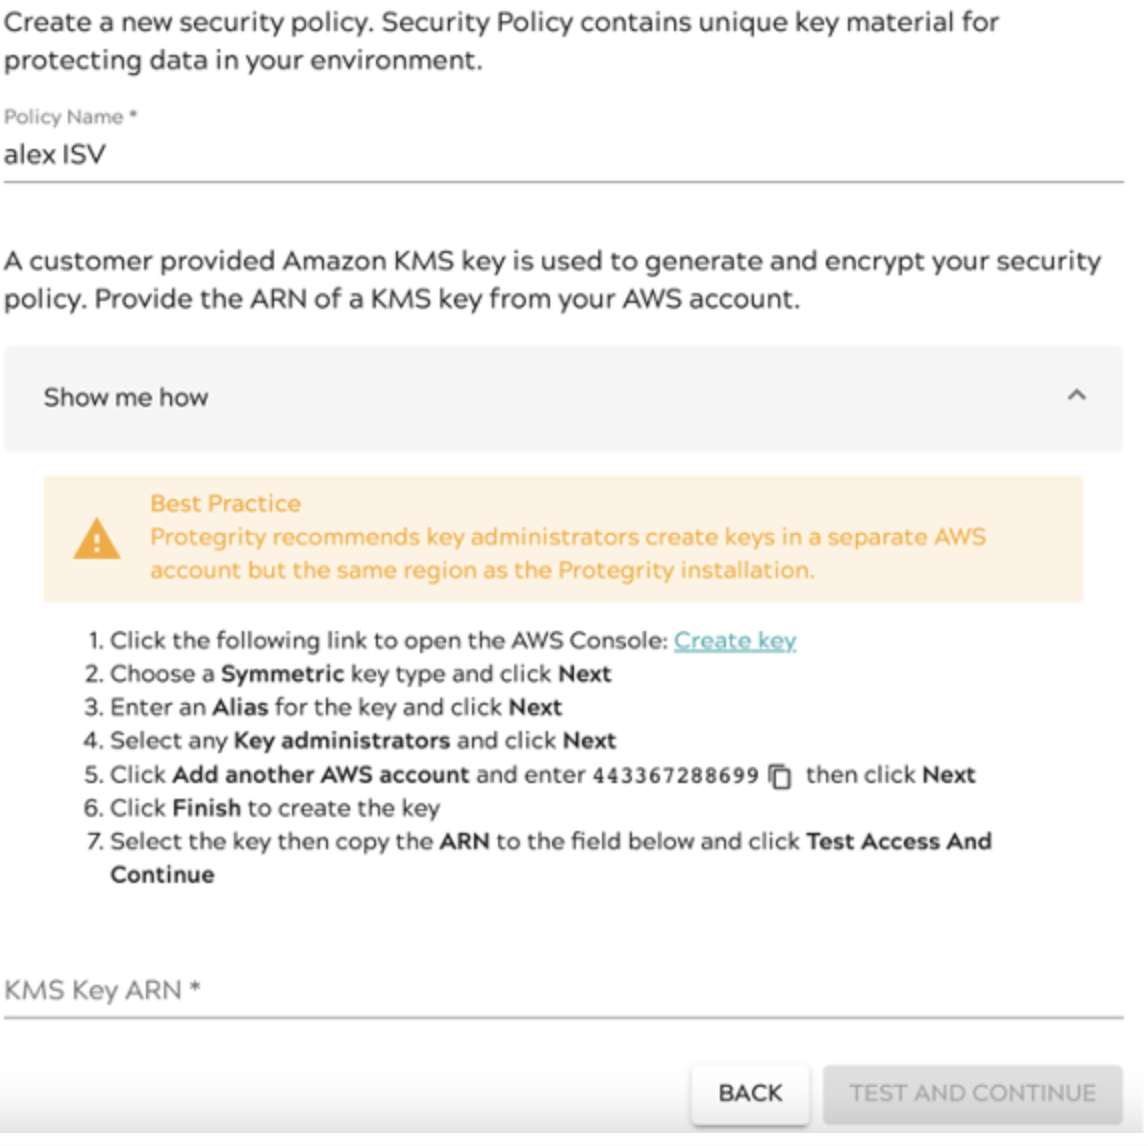 Create a new security policy. Security Policy contains unique key material for
protecting data in your environment.
Policy Name *
alex ISV
A customer provided Amazon KMS key is used to generate and encrypt your security
policy. Provide the ARN of a KMS key from your AWS account.
Show me how
Best Practice
Protegrity recommends key administrators create keys in a separate AWS
account but the same region as the Protegrity installation.
1. Click the following link to open the AWS Console: Create key
2. Choose a Symmetric key type and click Next
3. Enter an Alias for the key and click Next
4. Select any Key administrators and click Next
5. Click Add another AWS account and enter 443367288699 then click Next
6. Click Finish to create the key
7. Select the key then copy the ARN to the field below and click Test Access And
Continue
KMS Key ARN *
BACK
TEST AND CONTINUE